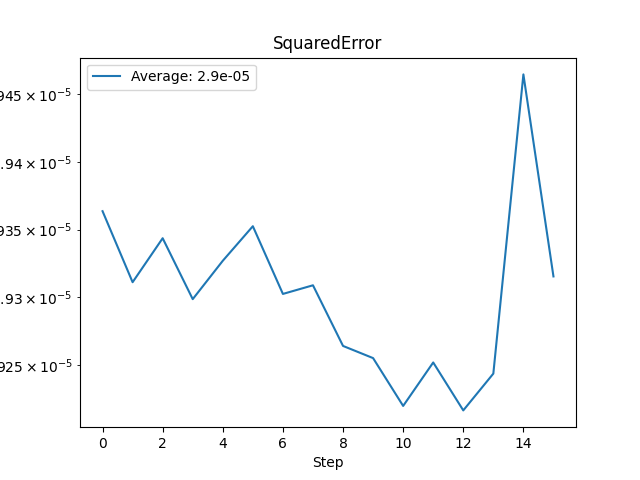 SquaredError
Average: 2.9e-05
945 × 10⁻⁵
.94 × 10⁻⁵
935 × 10⁻⁵
.93 × 10⁻⁵
925 × 10⁻⁵
0 2 4 6 8 10 12 14
Step